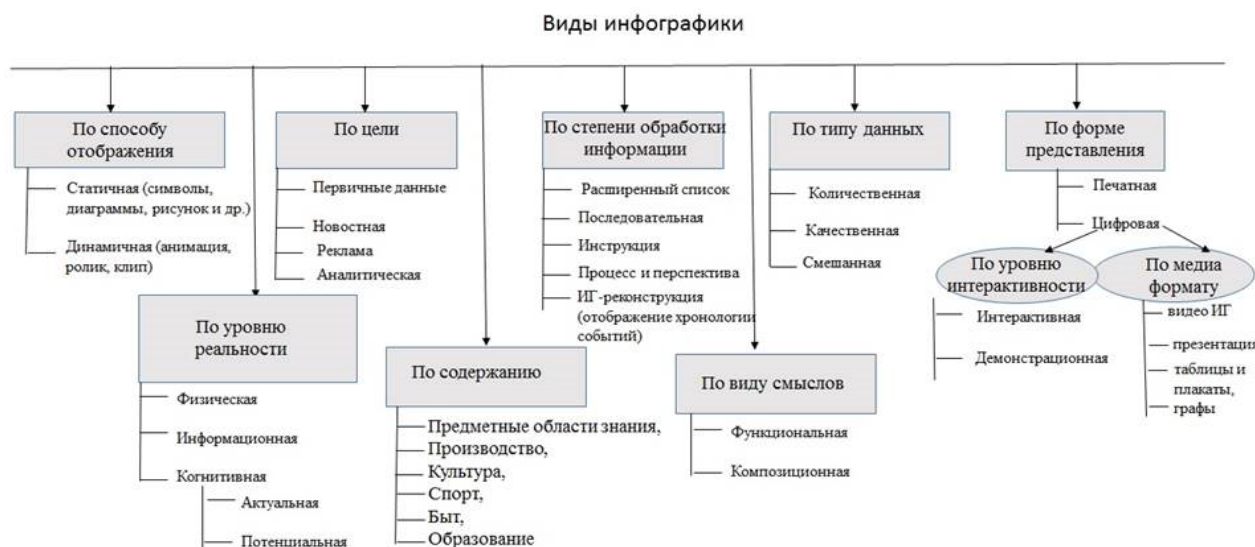 Виды инфографики
По способу
отображения
Статичная (символы,
диаграммы, рисунок и др.)
Динамичная (анимация,
ролик, клип)
По уровню
реальности
Физическая
Информационная
Когнитивная
Актуальная
Потенциальная
По цели
Первичные данные
Новостная
Реклама
Аналитическая
По содержанию
Предметные области знания,
Производство,
Культура,
Спорт,
Быт,
Образование
По степени обработки
информации
Расширенный список
Последовательная
Инструкция
Процесс и перспектива
ИГ-реконструкция
(отображение хронологии
событий)
По виду смыслов
Функциональная
Композиционная
По типу данных
Количественная
Качественная
Смешанная
По форме
представления
Печатная
Цифровая
По уровню
интерактивности
Интерактивная
Демонстрационная
По медиа
формату
видео ИГ
презентация
таблицы и
плакаты,
графы